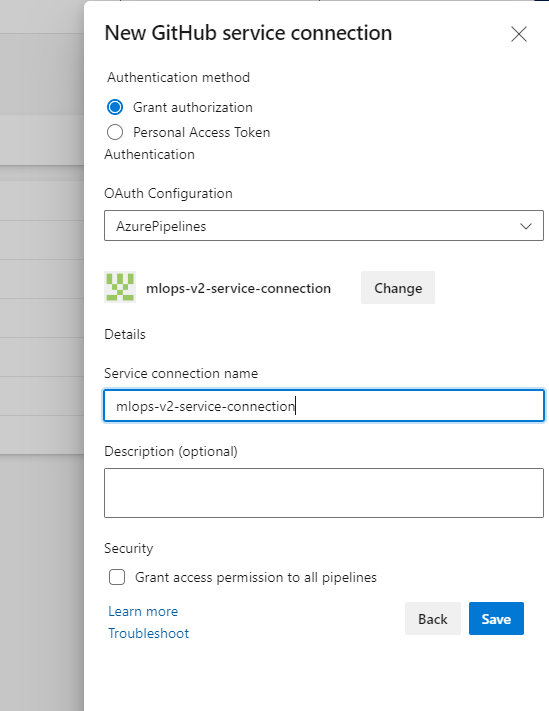 New GitHub service connection
Authentication method
Grant authorization
Personal Access Token
Authentication
OAuth Configuration
AzurePipelines
mlops-v2-service-connection
Change
Details
Service connection name
mlops-v2-service-connection
Description (optional)
Security
Grant access permission to all pipelines
Learn more
Troubleshoot
Back
Save